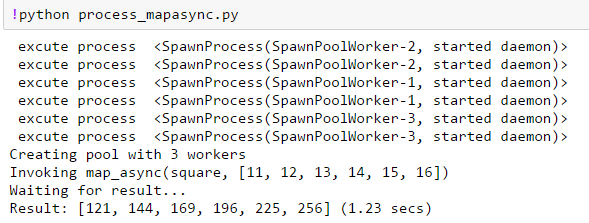 !python process_mapasync.py
excute process  <SpawnProcess(SpawnPoolWorker-2, started daemon)>
excute process  <SpawnProcess(SpawnPoolWorker-2, started daemon)>
excute process  <SpawnProcess(SpawnPoolWorker-1, started daemon)>
excute process  <SpawnProcess(SpawnPoolWorker-1, started daemon)>
excute process  <SpawnProcess(SpawnPoolWorker-3, started daemon)>
excute process  <SpawnProcess(SpawnPoolWorker-3, started daemon)>
Creating pool with 3 workers
Invoking map_async(square, [11, 12, 13, 14, 15, 16])
Waiting for result...
Result: [121, 144, 169, 196, 225, 256] (1.23 secs)